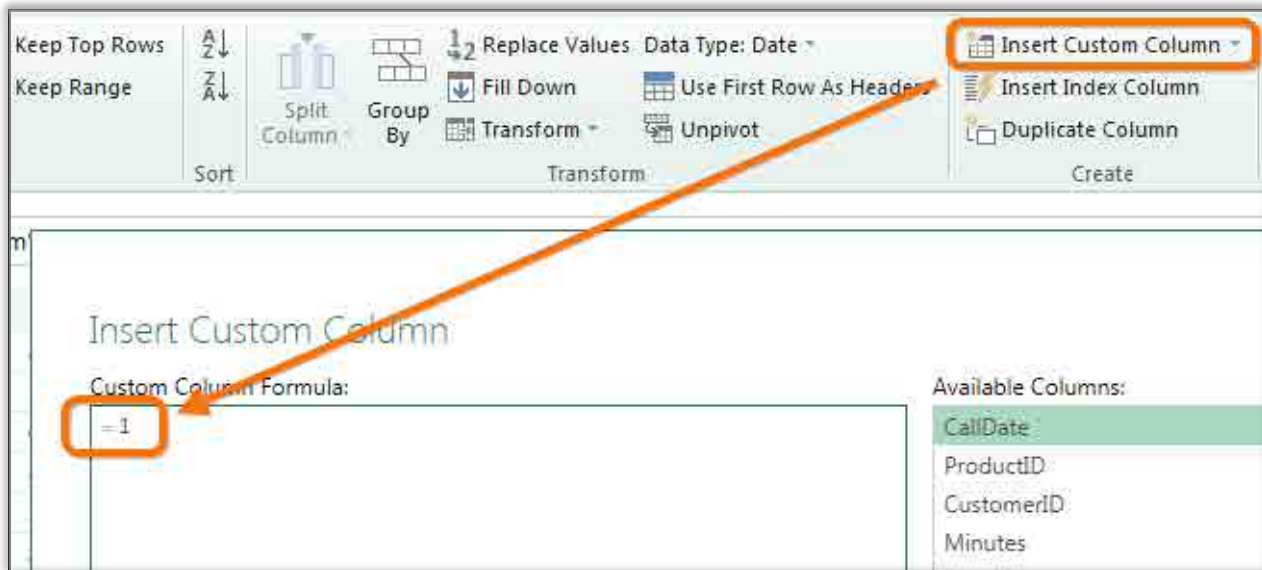 Keep Top Rows
Keep Range
A
Z
Z
A
Sort
Split
Column
Group
By
1
2
Replace Values
Fill Down
Transform
Data Type: Date
Use First Row As Headers
Unpivot
Transform
Insert Custom Column
Insert Index Column
Duplicate Column
Create
Insert Custom Column
Custom Column Formula:
=1
Available Columns:
CallDate
ProductID
CustomerID
Minutes